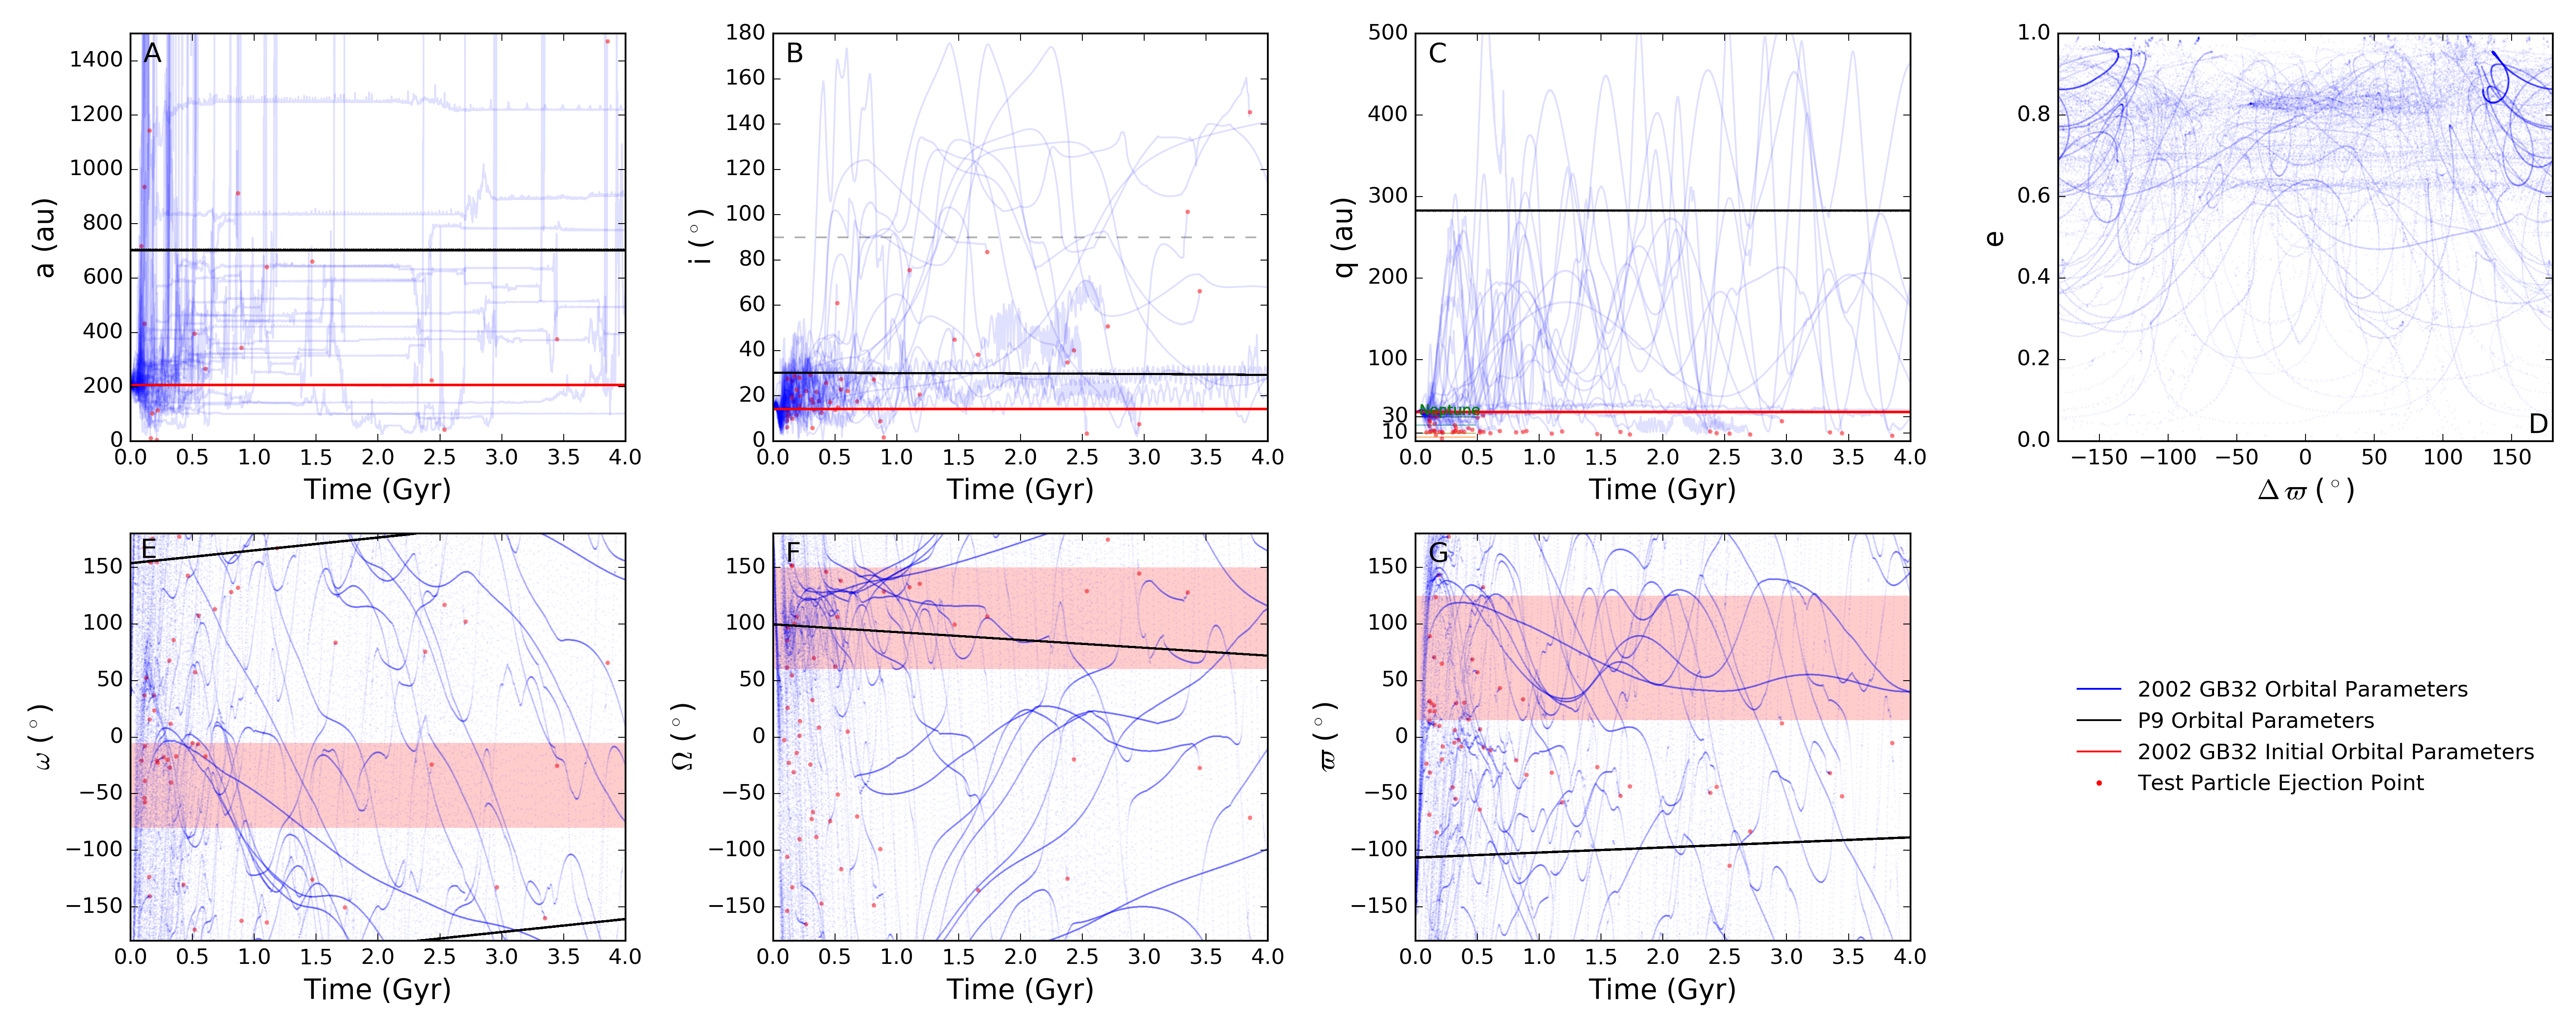 A
1400
1200
1000
800
600
400
200
0
a (au)
0.0 0.5 1.0 1.5 2.0 2.5 3.0 3.5 4.0
Time (Gyr)
B
180
160
140
120
100
80
60
40
20
0
i (°)
0.0 0.5 1.0 1.5 2.0 2.5 3.0 3.5 4.0
Time (Gyr)
C
500
400
300
200
100
30
10
q (au)
Neptune
0.0 0.5 1.0 1.5 2.0 2.5 3.0 3.5 4.0
Time (Gyr)
1.0
0.8
0.6
0.4
0.2
0.0
e
D
−150 −100 −50 0 50 100 150
Δϖ (°)
E
150
100
50
0
−50
−100
−150
ω (°)
0.0 0.5 1.0 1.5 2.0 2.5 3.0 3.5 4.0
Time (Gyr)
F
150
100
50
0
−50
−100
−150
Ω (°)
0.0 0.5 1.0 1.5 2.0 2.5 3.0 3.5 4.0
Time (Gyr)
G
150
100
50
0
−50
−100
−150
ϖ (°)
0.0 0.5 1.0 1.5 2.0 2.5 3.0 3.5 4.0
Time (Gyr)
2002 GB32 Orbital Parameters
P9 Orbital Parameters
2002 GB32 Initial Orbital Parameters
Test Particle Ejection Point